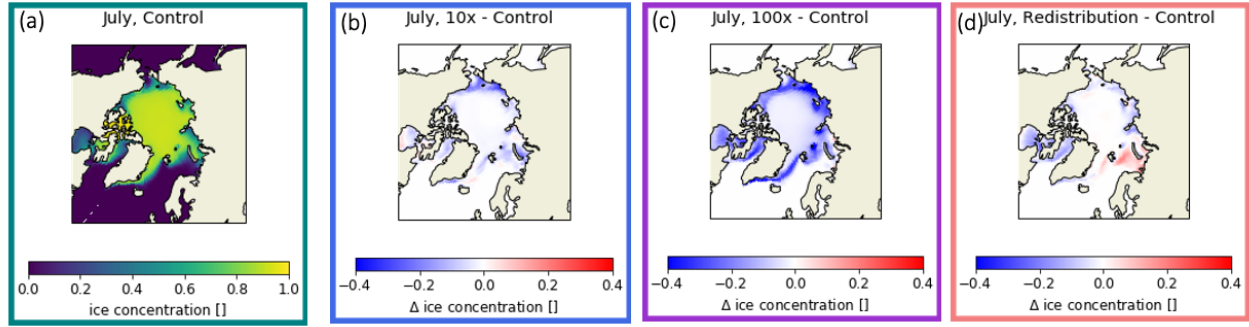 (a) July, Control
0.0 0.2 0.4 0.6 0.8 1.0
ice concentration []
(b) July, 10x - Control
−0.4 −0.2 0.0 0.2 0.4
Δ ice concentration []
(c) July, 100x - Control
−0.4 −0.2 0.0 0.2 0.4
Δ ice concentration []
(d) July, Redistribution - Control
−0.4 −0.2 0.0 0.2 0.4
Δ ice concentration []